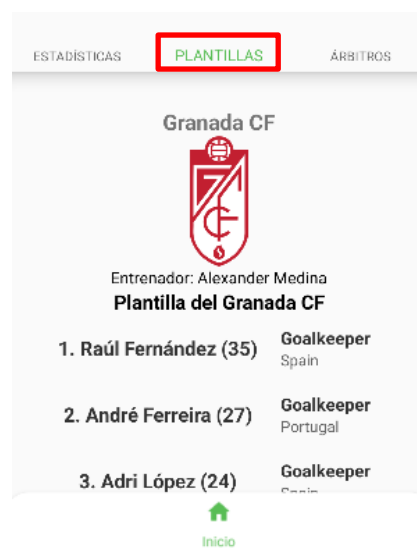 ESTADÍSTICAS PLANTILLAS ÁRBITROS
Granada CF
Entrenador: Alexander Medina
Plantilla del Granada CF
1. Raúl Fernández (35) Goalkeeper
Spain
2. André Ferreira (27) Goalkeeper
Portugal
3. Adri López (24) Goalkeeper
Inicio